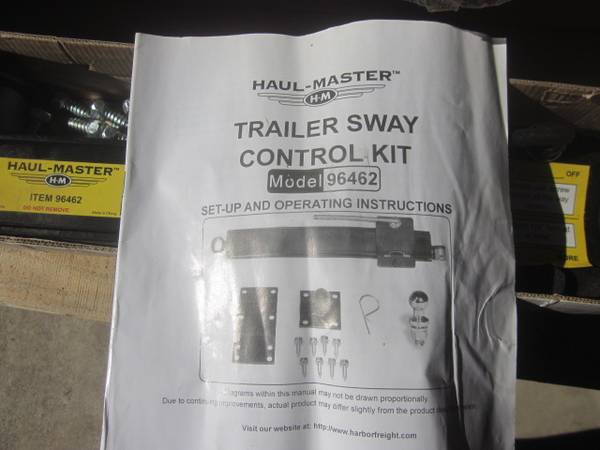 HAUL-MASTER™
H-M
TRAILER SWAY
CONTROL KIT
Model 96462
SET-UP AND OPERATING INSTRUCTIONS
Diagrams within this manual may not be drawn proportionally
Due to continuing improvements, actual product may differ slightly from the product
Visit our website at: http://www.harborfreight.com
HAUL-MASTER™
H-M
ITEM 96462
DO NOT REMOVE
Made in China
OFF